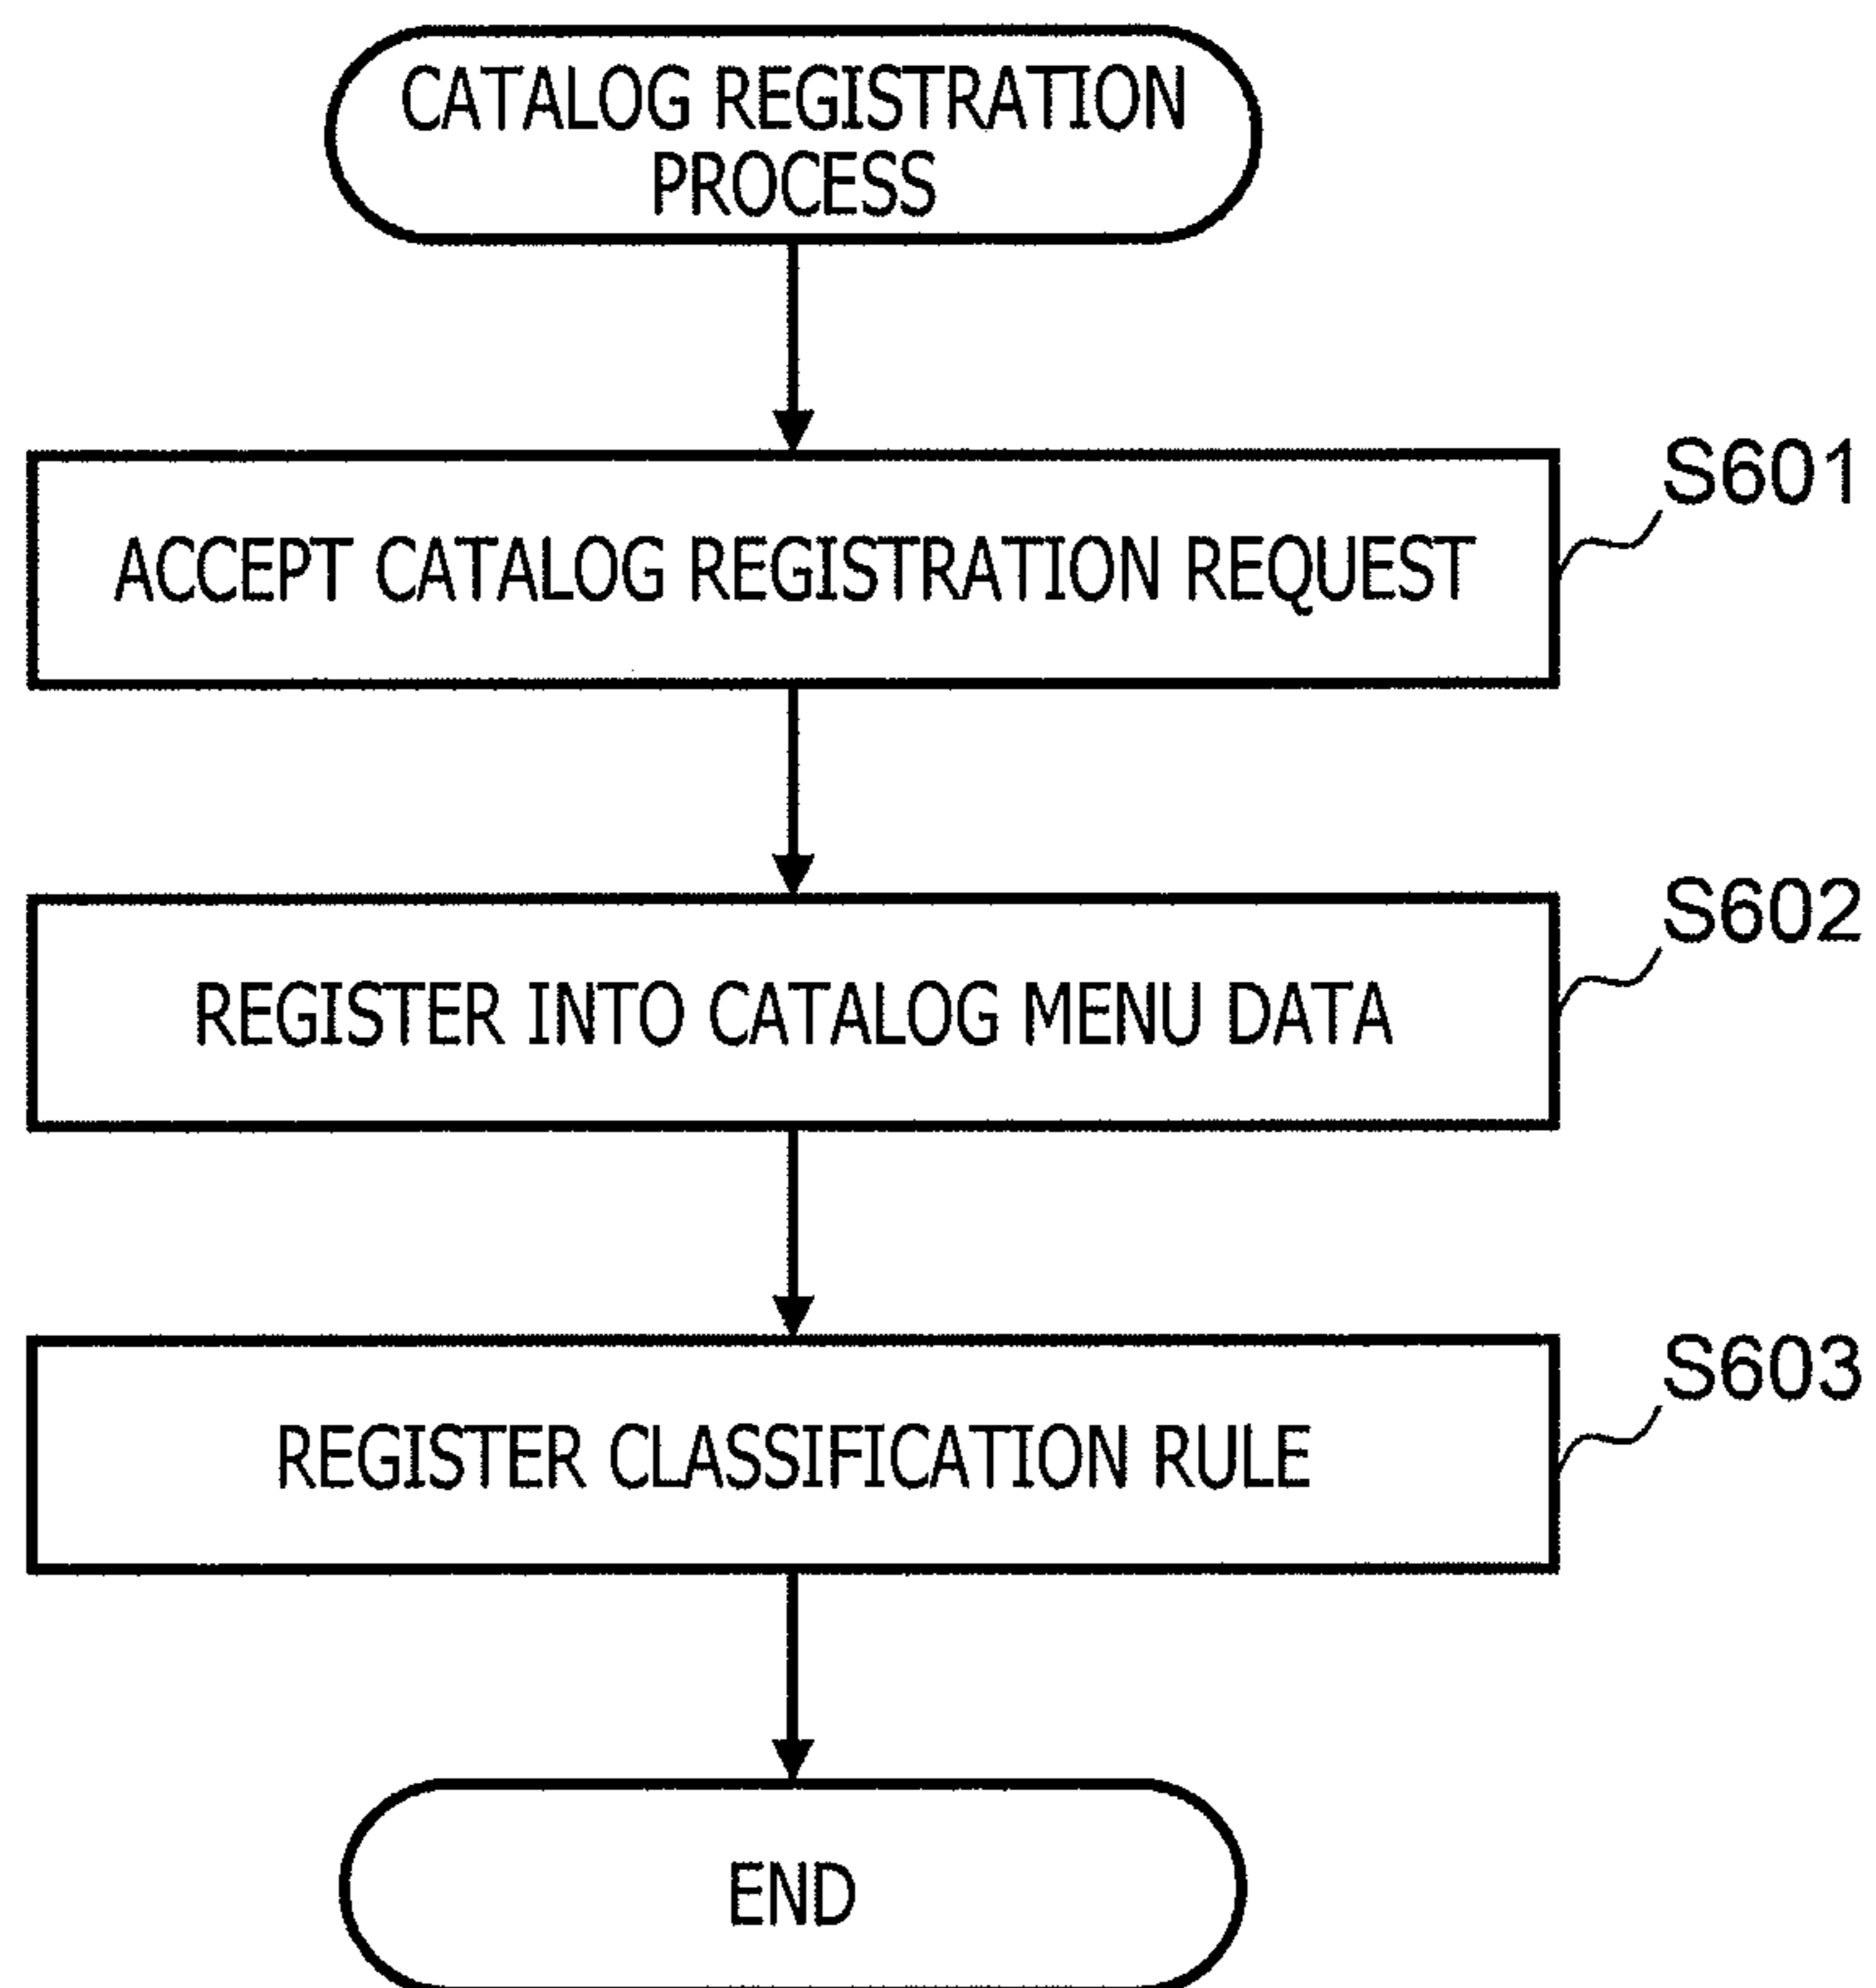 CATALOG REGISTRATION
PROCESS
S601
ACCEPT CATALOG REGISTRATION REQUEST
S602
REGISTER INTO CATALOG MENU DATA
S603
REGISTER CLASSIFICATION RULE
END